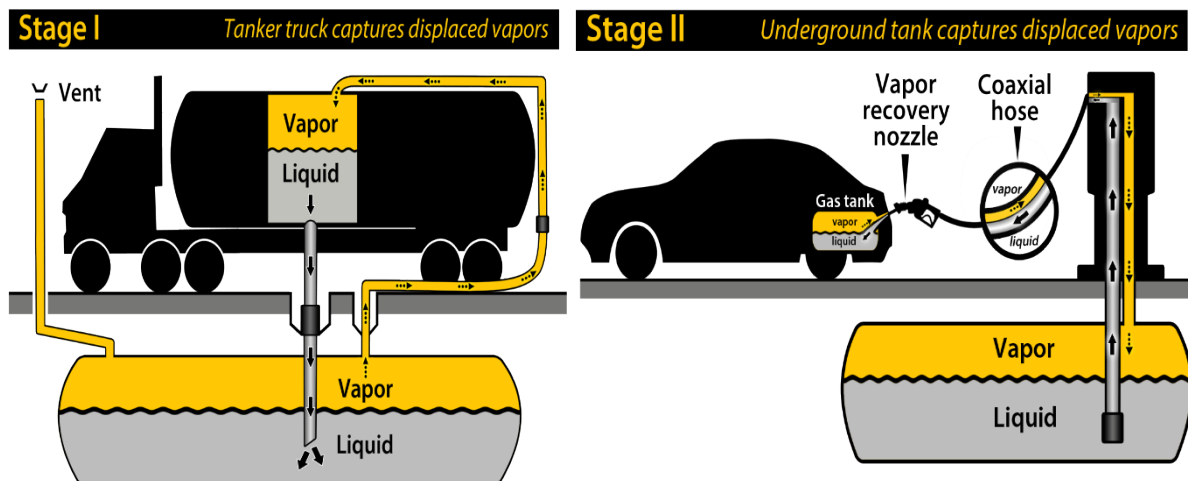 Stage I
Tanker truck captures displaced vapors
Vent
Vapor
Liquid
Vapor
Liquid
Stage II
Underground tank captures displaced vapors
Vapor
recovery
nozzle
Coaxial
hose
Gas tank
vapor
liquid
vapor
liquid
Vapor
Liquid